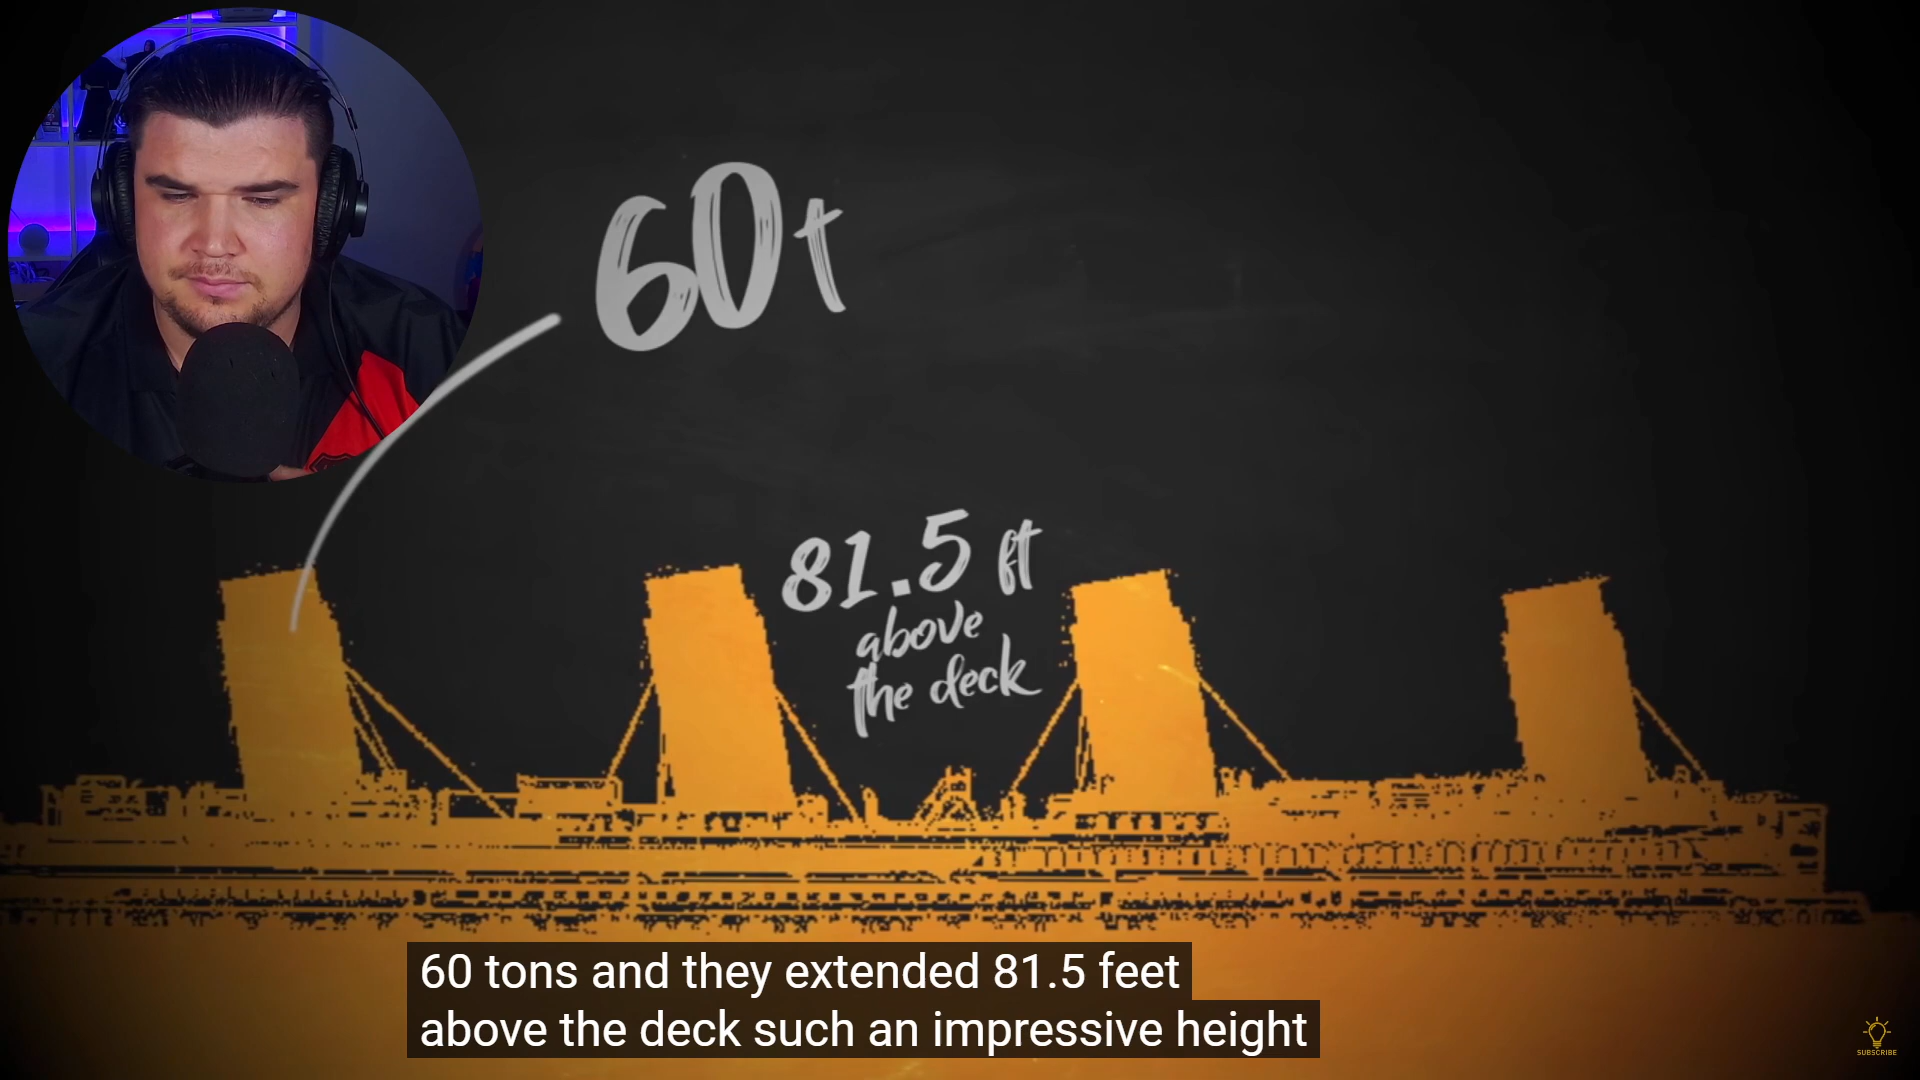 60t
81.5 ft
above
the deck
60 tons and they extended 81.5 feet
above the deck such an impressive height
SUBSCRIBE